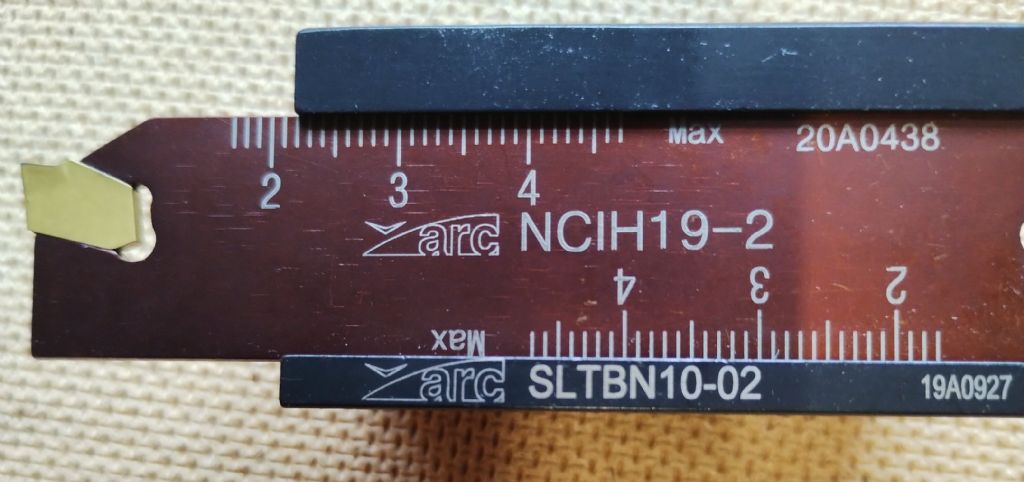 Max 20A0438
2 3 4
arc NCIH19-2
4 3 2
Max
arc SLTBN10-02 19A0927